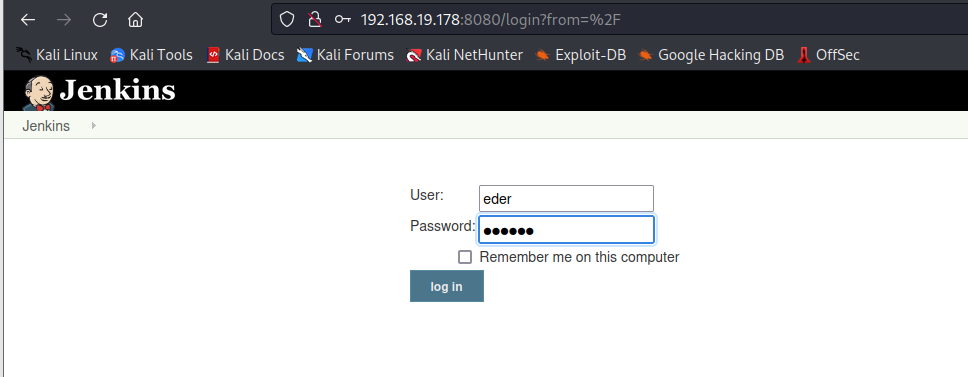 192.168.19.178:8080/login?from=%2F
Kali Linux Kali Tools Kali Docs Kali Forums Kali NetHunter Exploit-DB Google Hacking DB OffSec
Jenkins
Jenkins
User: eder
Password: ●●●●●●
Remember me on this computer
log in